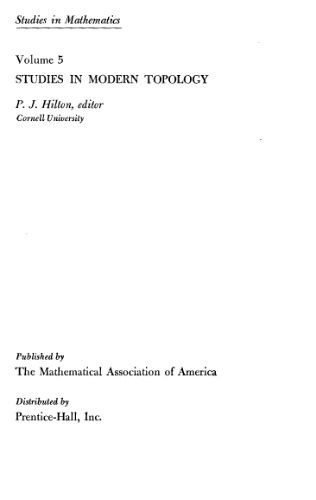 Studies in Mathematics
Volume 5
STUDIES IN MODERN TOPOLOGY
P. J. Hilton, editor
Cornell University
Published by
The Mathematical Association of America
Distributed by
Prentice-Hall, Inc.